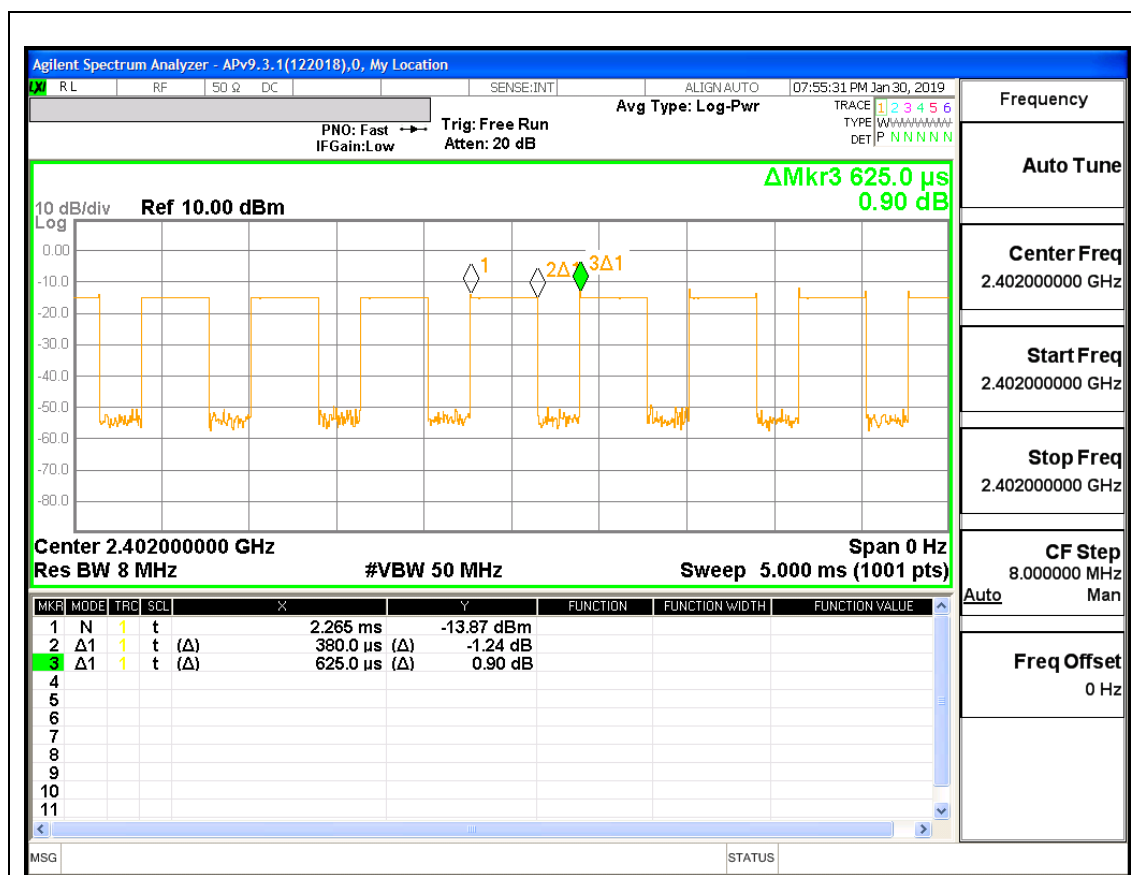 Agilent Spectrum Analyzer - APv9.3.1(122018),0, My Location
LXI RL RF 50 Ω DC SENSE:INT ALIGN AUTO 07:55:31 PM Jan 30, 2019
PNO: Fast Trig: Free Run Avg Type: Log-Pwr TRACE 1 2 3 4 5 6
IFGain:Low Atten: 20 dB TYPE WWWWWW
DET P N N N N N
ΔMkr3 625.0 µs
0.90 dB
10 dB/div Ref 10.00 dBm
Log
0.00
-10.0
-20.0
-30.0
-40.0
-50.0
-60.0
-70.0
-80.0
1 2Δ1 3Δ1
Center 2.402000000 GHz Span 0 Hz
Res BW 8 MHz #VBW 50 MHz Sweep 5.000 ms (1001 pts)
MKR MODE TRC SCL X Y FUNCTION FUNCTION WIDTH FUNCTION VALUE
1 N 1 t 2.265 ms -13.87 dBm
2 Δ1 1 t (Δ) 380.0 µs (Δ) -1.24 dB
3 Δ1 1 t (Δ) 625.0 µs (Δ) 0.90 dB
4
5
6
7
8
9
10
11
MSG STATUS
Frequency
Auto Tune
Center Freq
2.402000000 GHz
Start Freq
2.402000000 GHz
Stop Freq
2.402000000 GHz
CF Step
8.000000 MHz
Auto Man
Freq Offset
0 Hz